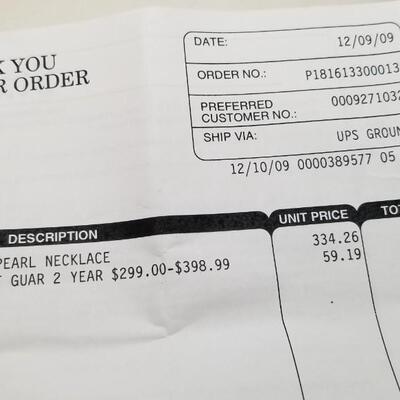 K YOU
R ORDER
DATE: 12/09/09
ORDER NO.: P181613300013
PREFERRED CUSTOMER NO.: 0009271032
SHIP VIA: UPS GROUN
12/10/09 0000389577 05
DESCRIPTION UNIT PRICE TO
PEARL NECKLACE 334.26
T GUAR 2 YEAR $299.00-$398.99 59.19